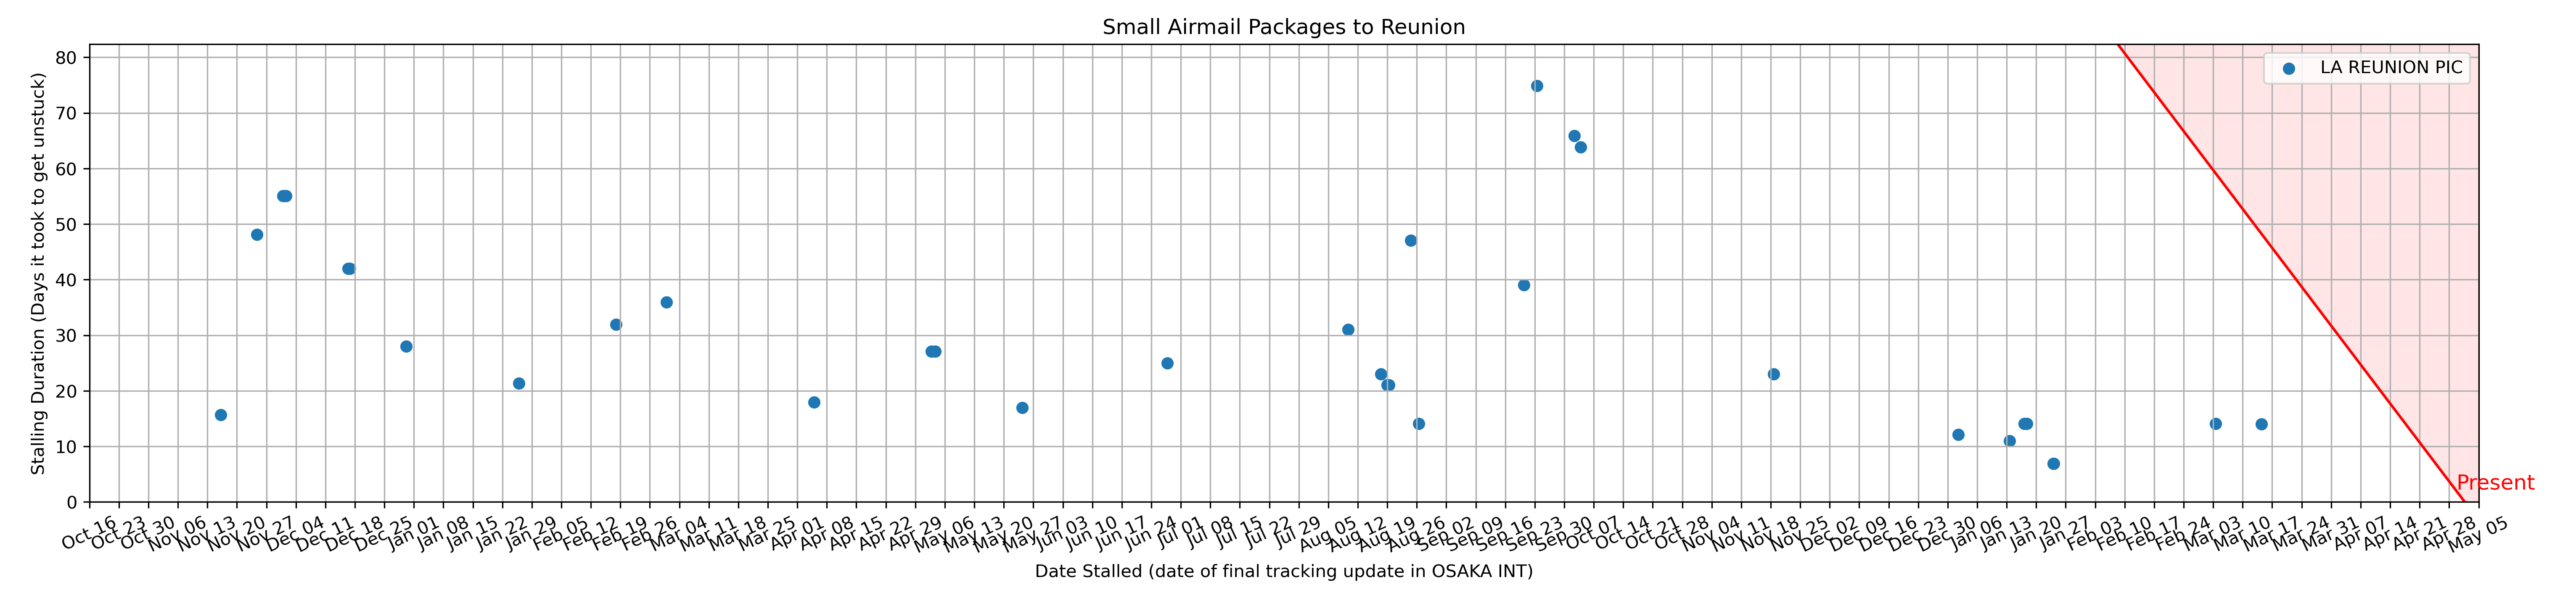 Small Airmail Packages to Reunion
LA REUNION PIC
80
70
60
50
40
30
20
10
0
Stalling Duration (Days it took to get unstuck)
Present
Oct 16
Oct 23
Oct 30
Nov 06
Nov 13
Nov 20
Nov 27
Dec 04
Dec 11
Dec 18
Dec 25
Jan 01
Jan 08
Jan 15
Jan 22
Jan 29
Feb 05
Feb 12
Feb 19
Feb 26
Mar 04
Mar 11
Mar 18
Mar 25
Apr 01
Apr 08
Apr 15
Apr 22
Apr 29
May 06
May 13
May 20
May 27
Jun 03
Jun 10
Jun 17
Jun 24
Jul 01
Jul 08
Jul 15
Jul 22
Jul 29
Aug 05
Aug 12
Aug 19
Aug 26
Sep 02
Sep 09
Sep 16
Sep 23
Sep 30
Oct 07
Oct 14
Oct 21
Oct 28
Nov 04
Nov 11
Nov 18
Nov 25
Dec 02
Dec 09
Dec 16
Dec 23
Dec 30
Jan 06
Jan 13
Jan 20
Jan 27
Feb 03
Feb 10
Feb 17
Feb 24
Mar 03
Mar 10
Mar 17
Mar 24
Mar 31
Apr 07
Apr 14
Apr 21
Apr 28
May 05
Date Stalled (date of final tracking update in OSAKA INT)